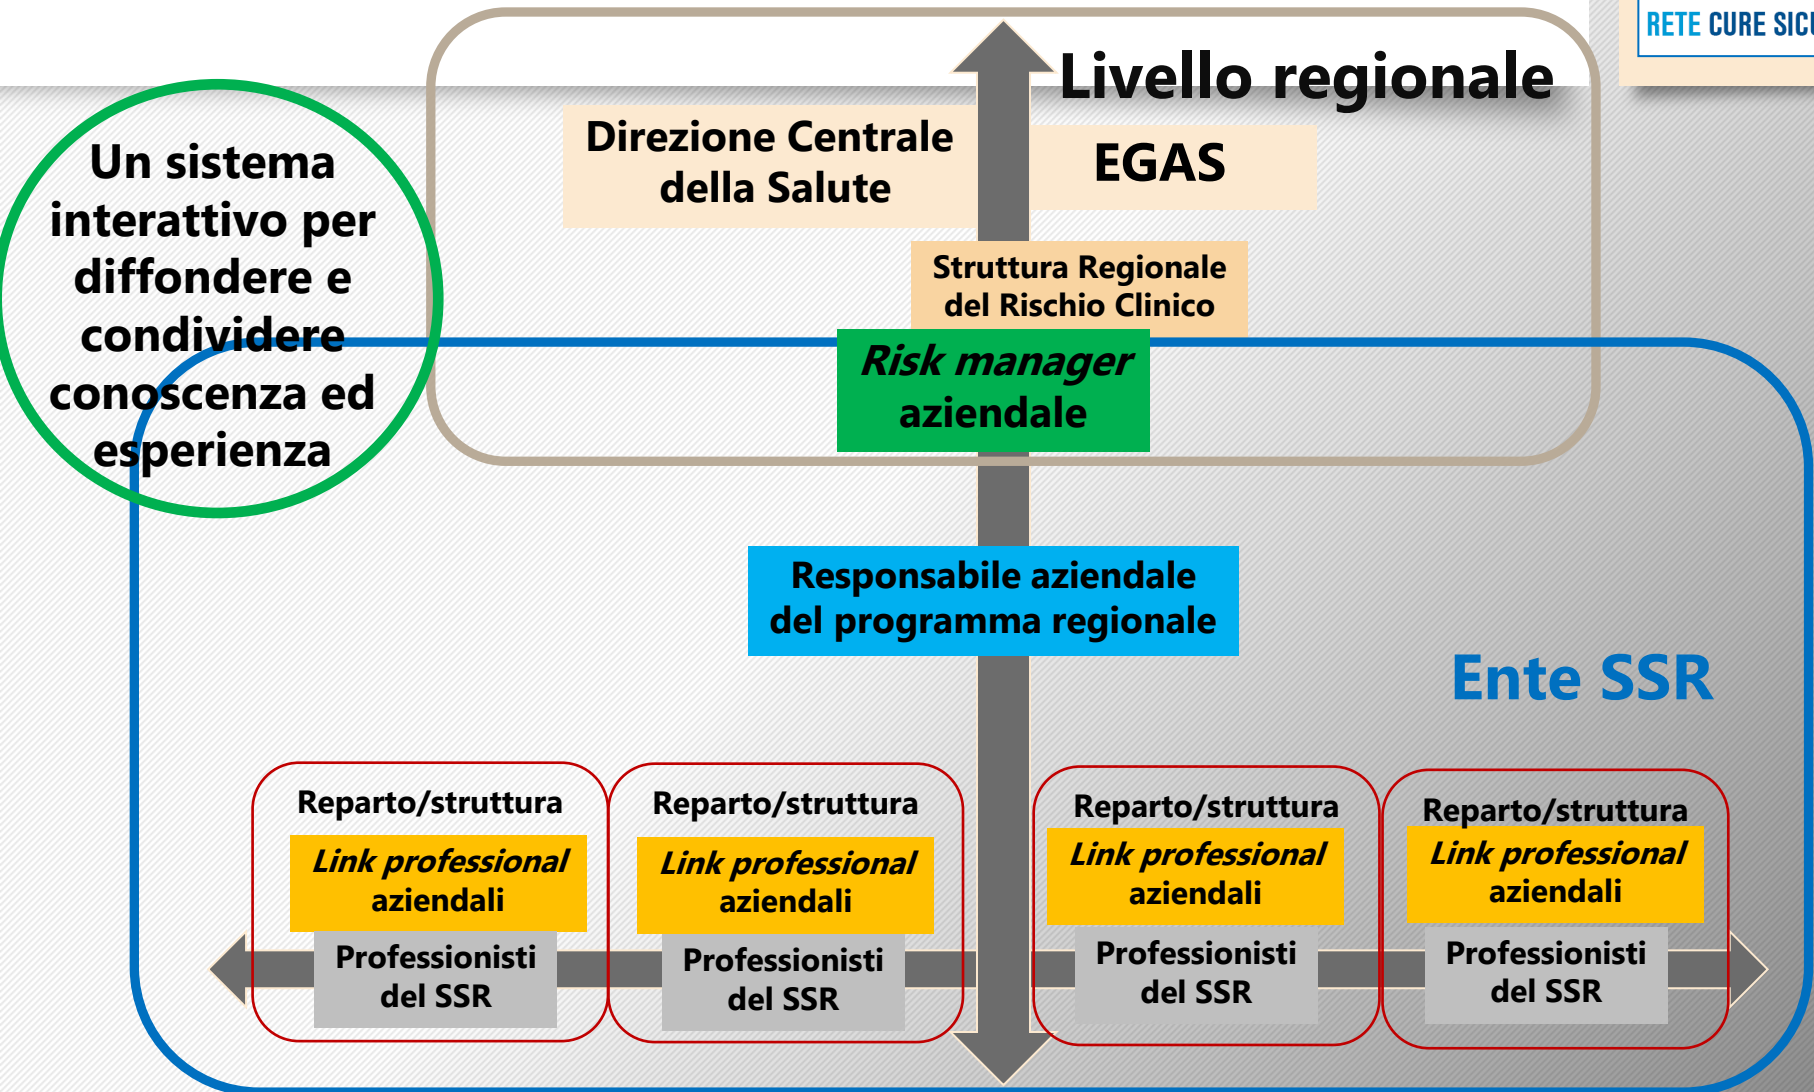 RETE CURE
Livello regionale
Direzione Centrale
della Salute
EGAS
Un sistema
interattivo per
diffondere e
condividere
conoscenza ed
esperienza
Struttura Regionale
del Rischio Clinico
Risk manager
aziendale
Responsabile aziendale
del programma regionale
Ente SSR
Reparto/struttura
Link professional
aziendali
Professionisti
del SSR
Reparto/struttura
Link professional
aziendali
Professionisti
del SSR
Reparto/struttura
Link professional
aziendali
Professionisti
del SSR
Reparto/struttura
Link professional
aziendali
Professionisti
del SSR